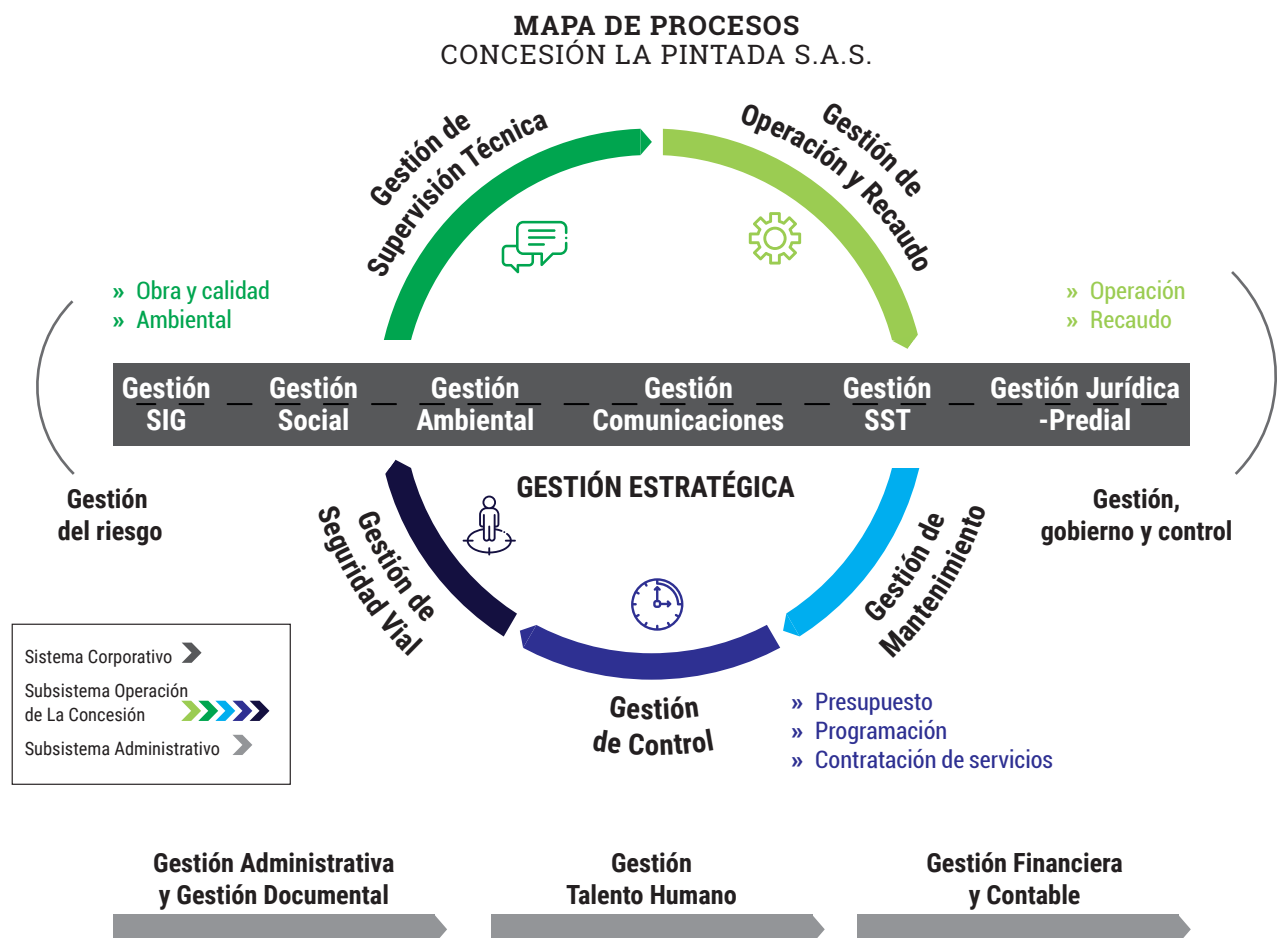 MAPA DE PROCESOS
CONCESIÓN LA PINTADA S.A.S.
Gestión de
Supervisión Técnica
Gestión de
Operación y Recaudo
» Obra y calidad
» Ambiental
» Operación
» Recaudo
Gestión
SIG
Gestión
Social
Gestión
Ambiental
Gestión
Comunicaciones
Gestión
SST
Gestión Jurídica
-Predial
GESTIÓN ESTRATÉGICA
Gestión
del riesgo
Gestión,
gobierno y control
Gestión de
Seguridad Vial
Gestión de
Mantenimiento
Gestión
de Control
» Presupuesto
» Programación
» Contratación de servicios
Sistema Corporativo
Subsistema Operación
de La Concesión
Subsistema Administrativo
Gestión Administrativa
y Gestión Documental
Gestión
Talento Humano
Gestión Financiera
y Contable